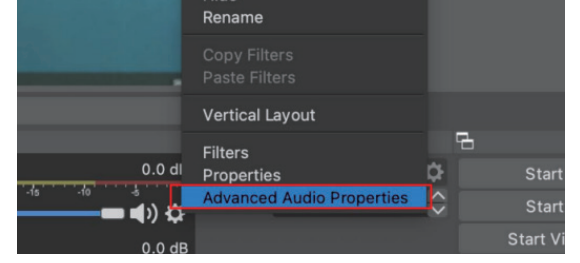 Rename
Copy Filters
Paste Filters
Vertical Layout
Filters
0.0 dB
Properties
Start
-15 -10 -5
Advanced Audio Properties
Start
Start Vi
0.0 dB